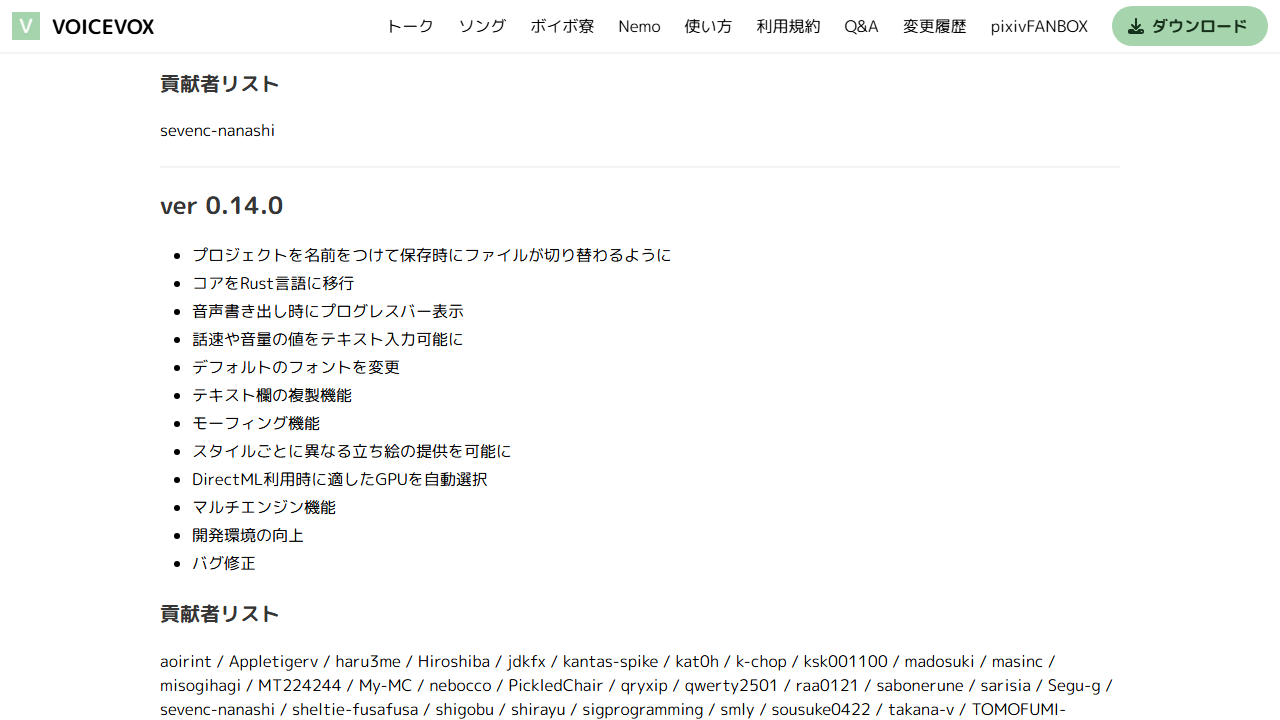 V VOICEVOX トーク ソング ボイボ寮 Nemo 使い方 利用規約 Q&A 変更履歴 pixivFANBOX ダウンロード
貢献者リスト
sevenc-nanashi
ver 0.14.0
プロジェクトを名前をつけて保存時にファイルが切り替わるように
コアをRust言語に移行
音声書き出し時にプログレスバー表示
話速や音量の値をテキスト入力可能に
デフォルトのフォントを変更
テキスト欄の複製機能
モーフィング機能
スタイルごとに異なる立ち絵の提供を可能に
DirectML利用時に適したGPUを自動選択
マルチエンジン機能
開発環境の向上
バグ修正
貢献者リスト
aoirint / Appletigerv / haru3me / Hiroshiba / jdkfx / kantas-spike / kat0h / k-chop / ksk001100 / madosuki / masinc /
misogihagi / MT224244 / My-MC / nebocco / PickledChair / qryxip / qwerty2501 / raa0121 / sabonerune / sarisia / Segu-g /
sevenc-nanashi / sheltie-fusafusa / shigobu / shirayu / sigprogramming / smly / sousuke0422 / takana-v / TOMOFUMI-